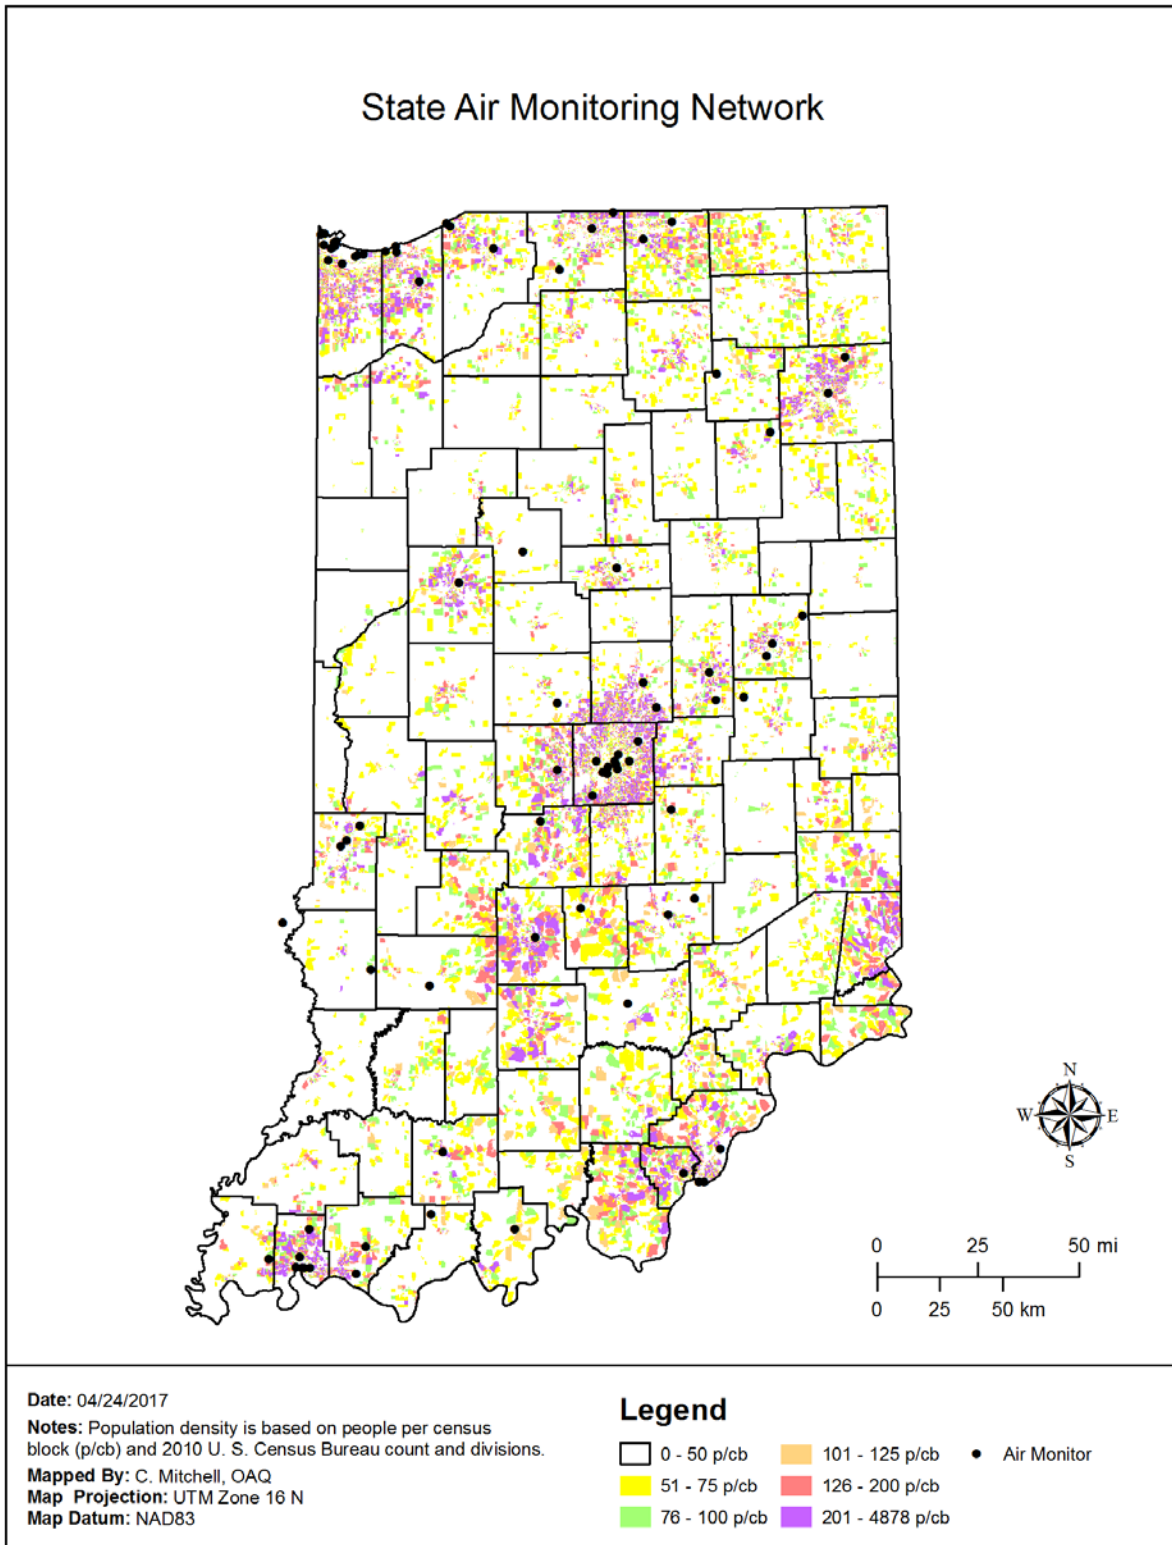 State Air Monitoring Network
N
W E
S
0 25 50 mi
0 25 50 km
Date: 04/24/2017
Notes: Population density is based on people per census
block (p/cb) and 2010 U. S. Census Bureau count and divisions.
Mapped By: C. Mitchell, OAQ
Map Projection: UTM Zone 16 N
Map Datum: NAD83
Legend
0 - 50 p/cb
51 - 75 p/cb
76 - 100 p/cb
101 - 125 p/cb
126 - 200 p/cb
201 - 4878 p/cb
Air Monitor